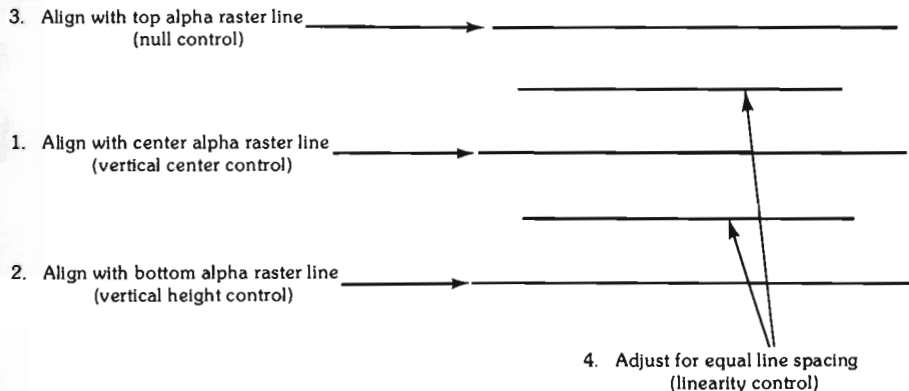 3. Align with top alpha raster line
(null control)
1. Align with center alpha raster line
(vertical center control)
2. Align with bottom alpha raster line
(vertical height control)
4. Adjust for equal line spacing
(linearity control)